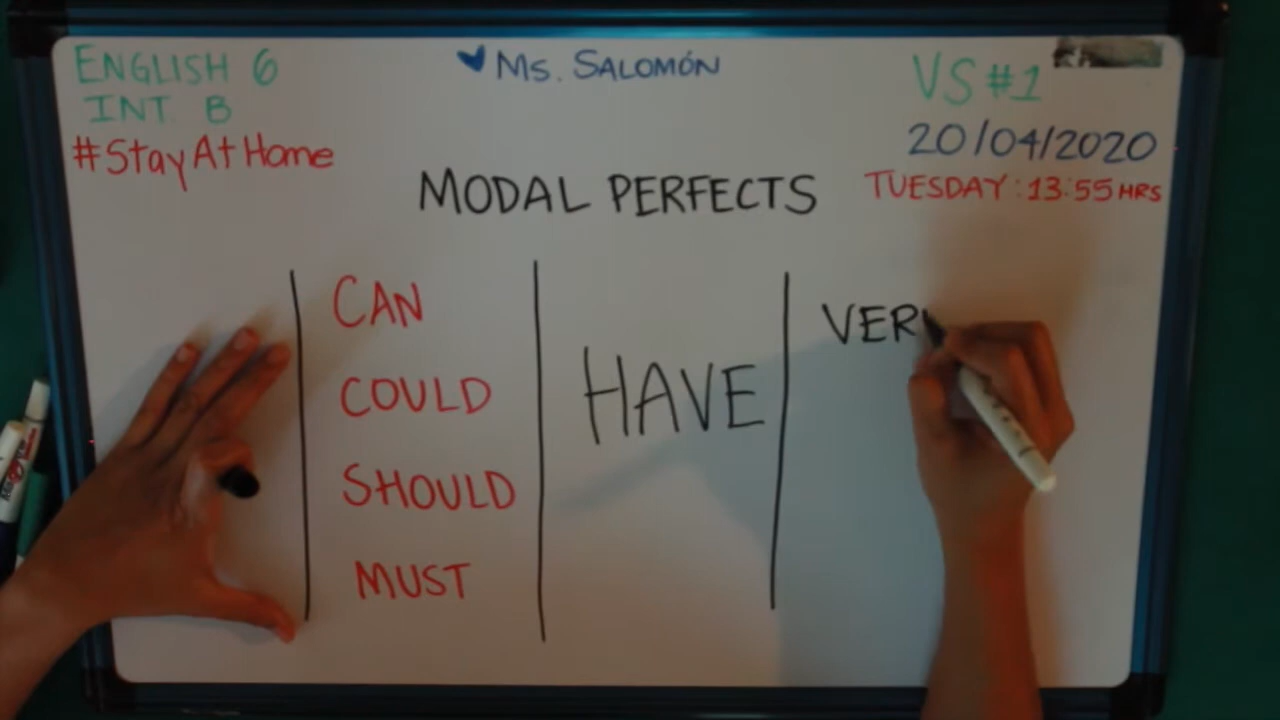 ENGLISH 6
INT B
#StayAtHome
Ms. SALOMÓN
VS #1
20/04/2020
TUESDAY: 13:55 HRS
MODAL PERFECTS
CAN
COULD
SHOULD
MUST
HAVE
VER